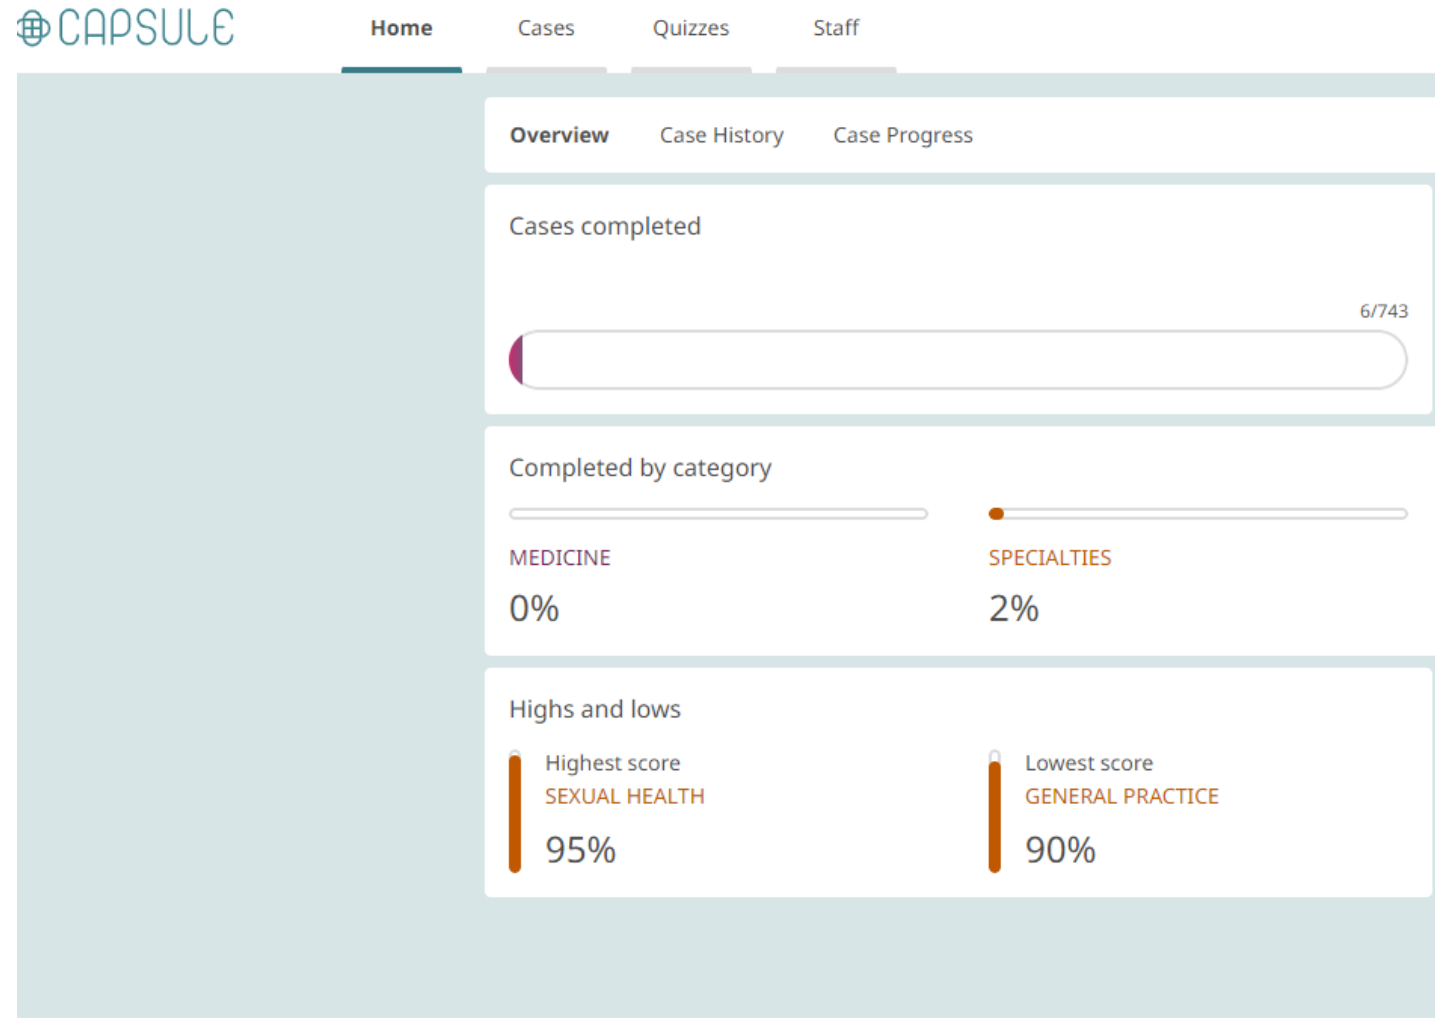 CAPSULE Home Cases Quizzes Staff
Overview Case History Case Progress
Cases completed
6/743
Completed by category
MEDICINE SPECIALTIES
0% 2%
Highs and lows
Highest score Lowest score
SEXUAL HEALTH GENERAL PRACTICE
95% 90%